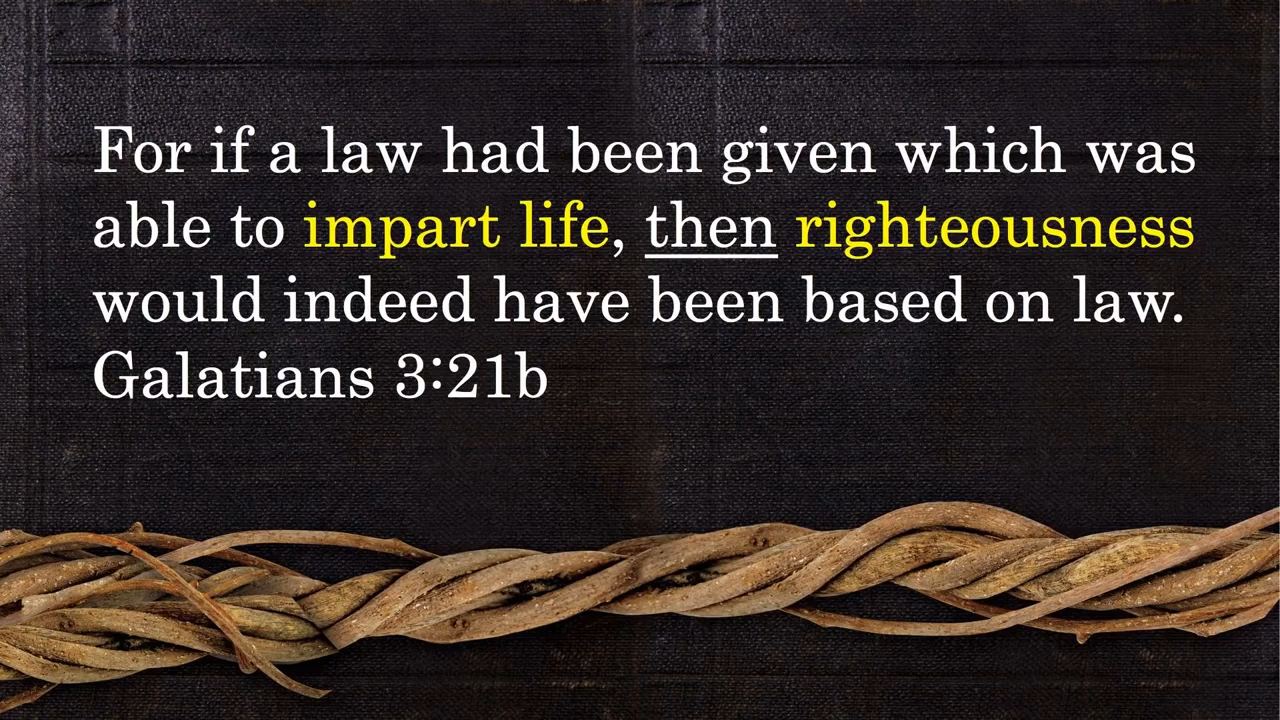 For if a law had been given which was
able to impart life, then righteousness
would indeed have been based on law.
Galatians 3:21b